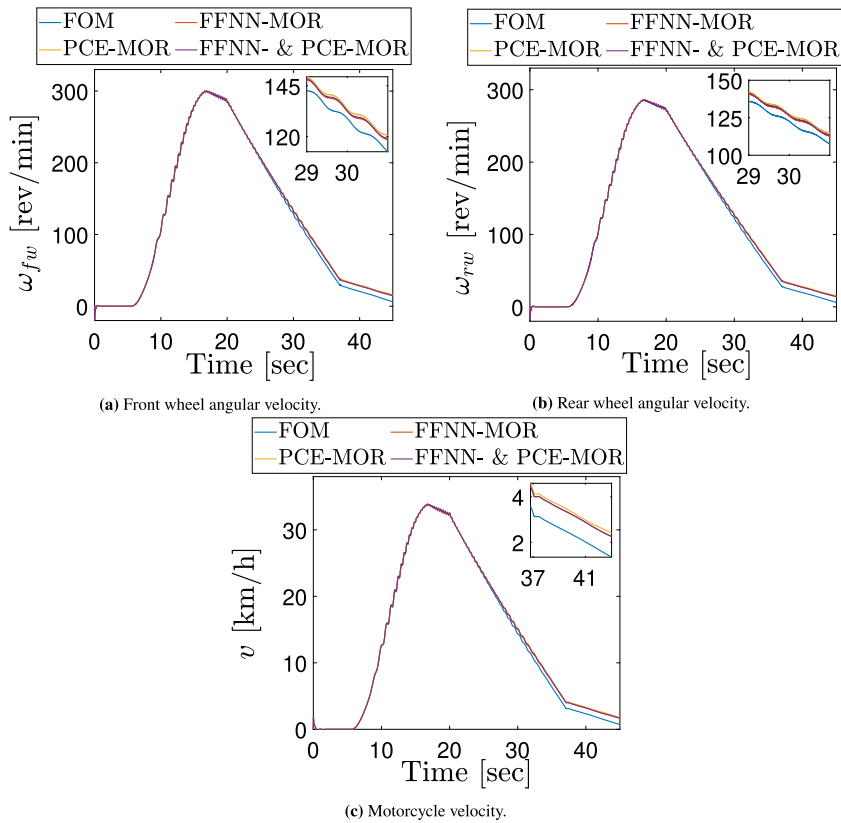 FOM FFNN-MOR
PCE-MOR FFNN- & PCE-MOR
300
200
100
0
ω_fw [rev/min]
145
120
29 30
0 10 20 30 40
Time [sec]
(a) Front wheel angular velocity.
FOM FFNN-MOR
PCE-MOR FFNN- & PCE-MOR
300
200
100
0
ω_rw [rev/min]
150
125
100
29 30
0 10 20 30 40
Time [sec]
(b) Rear wheel angular velocity.
FOM FFNN-MOR
PCE-MOR FFNN- & PCE-MOR
30
20
10
0
v [km/h]
4
2
37 41
0 10 20 30 40
Time [sec]
(c) Motorcycle velocity.